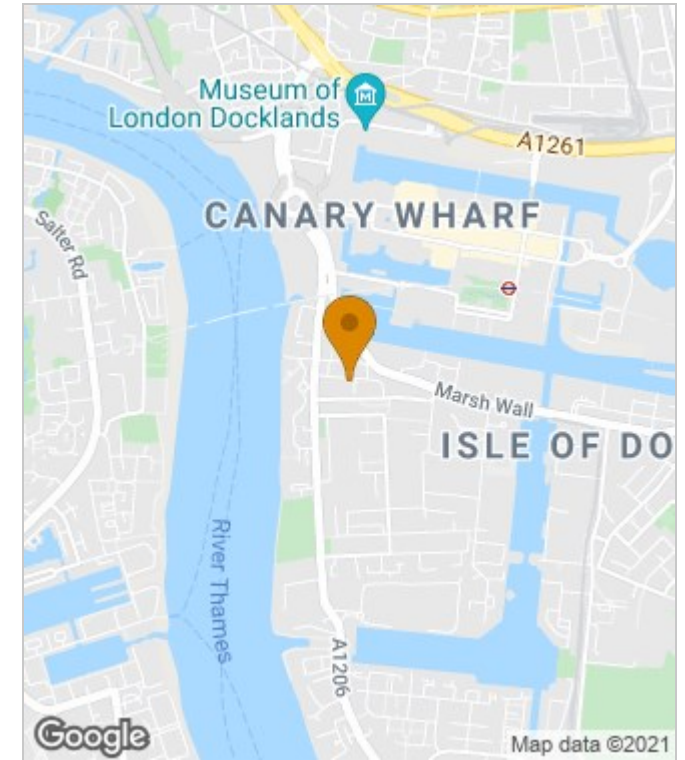 Museum of
London Docklands
A1261
CANARY WHARF
Salter Rd
Marsh Wall
ISLE OF DO
River Thames
A1206
Google
Map data ©2021